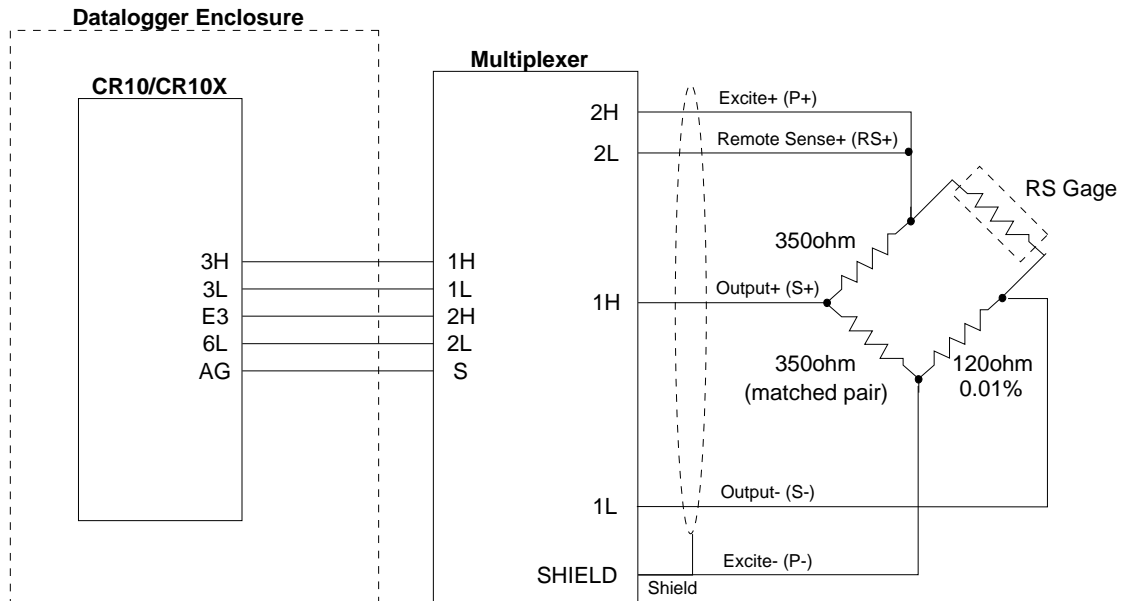 Datalogger Enclosure
CR10/CR10X
Multiplexer
3H
3L
E3
6L
AG
1H
1L
2H
2L
S
2H
2L
1H
1L
SHIELD
Excite+ (P+)
Remote Sense+ (RS+)
Output+ (S+)
Output- (S-)
Excite- (P-)
Shield
RS Gage
350ohm
350ohm
(matched pair)
120ohm
0.01%